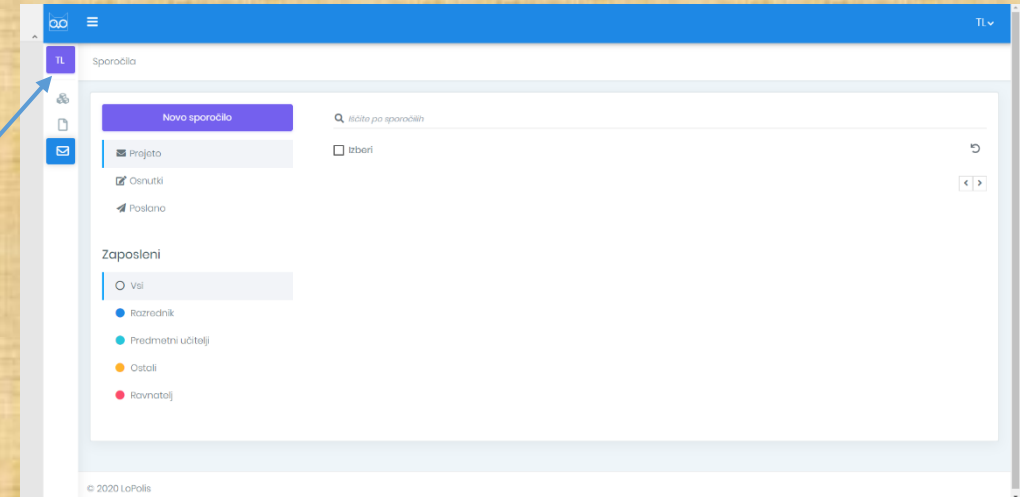 TL
TL
Sporočila
Novo sporočilo
Iščite po sporočilih
Prejeto
Izberi
Osnutki
Poslano
Zaposleni
Vsi
Razrednik
Predmetni učitelji
Ostali
Ravnatelj
© 2020 LoPolis